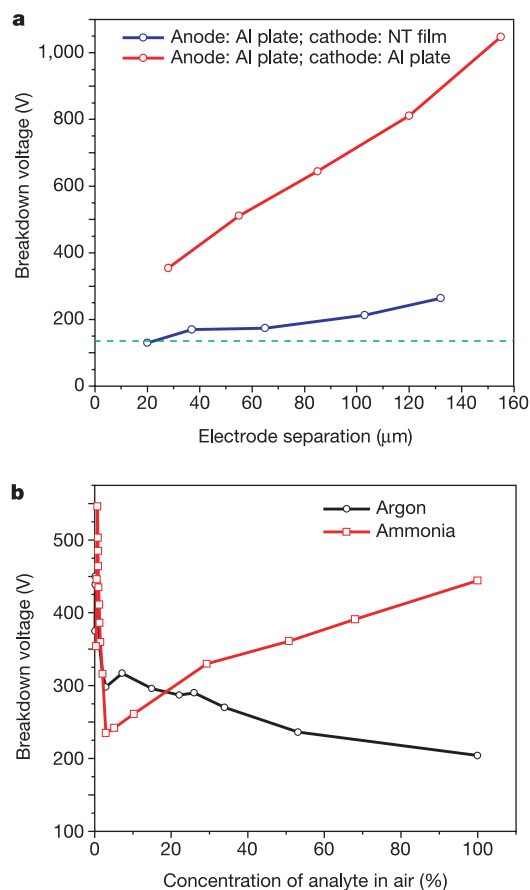 a
Anode: Al plate; cathode: NT film
Anode: Al plate; cathode: Al plate
Breakdown voltage (V)
1,000
800
600
400
200
0
0 20 40 60 80 100 120 140 160
Electrode separation (μm)
b
Argon
Ammonia
Breakdown voltage (V)
500
400
300
200
100
0 20 40 60 80 100
Concentration of analyte in air (%)